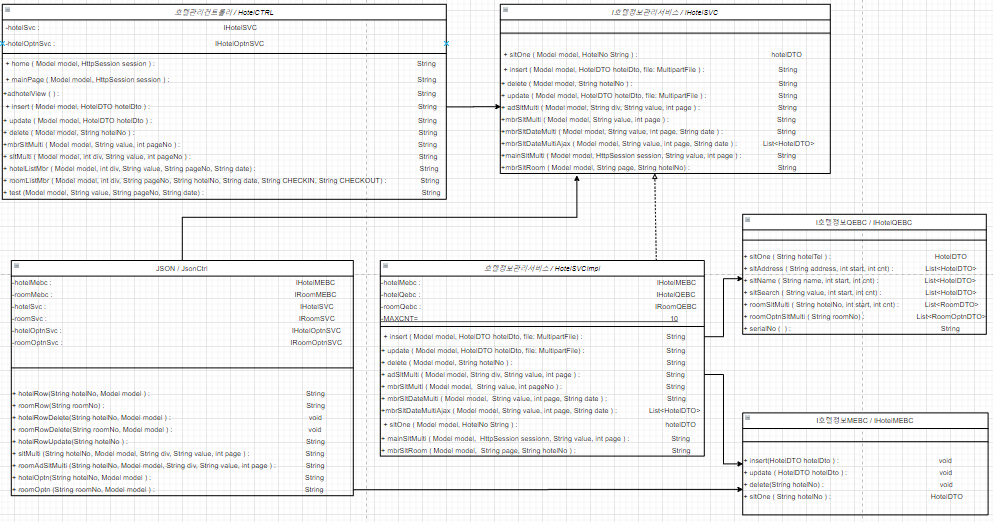 호텔관리컨트롤러 / HotelCTRL
-hotelSvc : IHotelSVC
-hotelOptnSvc : IHotelOptnSVC
+ home ( Model model, HttpSession session ) : String
+ mainPage ( Model model, HttpSession session ) : String
+adhotelView ( ) : String
+ insert ( Model model, HotelDTO hotelDto) : String
+ update ( Model model, HotelDTO hotelDto) : String
+ delete ( Model model, String hotelNo ) : String
+mbrSltMulti ( Model model, String value, int pageNo) : String
+ sltMulti ( Model model, int div, String value, int pageNo) : String
+ hotelListMbr ( Model model, int div, String value, String pageNo, String date) : String
+ roomListMbr ( Model model, int div, String pageNo, String hotelNo, String date, String CHECKIN, String CHECKOUT) : String
+ test (Model model, String value, String pageNo, String date) : String
I호텔정보관리서비스 / IHotelSVC
+ sltOne ( Model model, HotelNo String ) : hotelDTO
+ insert ( Model model, HotelDTO hotelDto, file: MultipartFile ) : String
+ delete ( Model model, String hotelNo) : String
+ update ( Model model, HotelDTO hotelDto, file: MultipartFile ) : String
+ adSltMulti ( Model model, String div, String value, int page ) : String
+mbrSltMulti ( Model model, String value, int page ) : String
+mbrSltDateMulti ( Model model, String value, int page, String date ) : String
+mbrSltDateMultiAjax ( Model model, String value, int page, String date ) : List<HotelDTO>
+mainSltMulti ( Model model, HttpSession session, String value, int page ) : String
+mbrSltRoom ( Model model, String page, String hotelNo) : String
JSON / JsonCtrl
-hotelMebc : IHotelMEBC
-roomMebc : IRoomMEBC
-hotelSvc : IHotelSVC
-roomSvc : IRoomSVC
-hotelOptnSvc : IHotelOptnSVC
-roomOptnSvc : IRoomOptnSVC
+ hotelRow(String hotelNo, Model model ) : String
+ roomRow(String roomNo) : String
+ hotelRowDelete(String hotelNo, Model model ) : void
+ roomRowDelete(String roomNo, Model model ) : void
+ hotelRowUpdate(String hotelNo) : String
+ sltMulti (String hotelNo, Model model, String div, String value, int page ) : String
+ roomAdSltMulti (String hotelNo, Model model, String div, String value, int page ) : String
+ hotelOptn(String hotelNo, Model model ) : String
+ roomOptn (String roomNo, Model model ) : String
호텔정보관리서비스 / HotelSVCImpl
-hotelMebc : IHotelMEBC
-hotelQebc : IHotelQEBC
-roomQebc : IRoomQEBC
-MAXCNT= 10
+ insert ( Model model, HotelDTO hotelDto, file: MultipartFile) : String
+ update ( Model model, HotelDTO hotelDto, file: MultipartFile) : String
+ delete ( Model model, String hotelNo ) : String
+ adSltMulti ( Model model, String div, String value, int page ) : String
+ mbrSltMulti ( Model model, String value, int pageNo ) : String
+ mbrSltDateMulti ( Model model, String value, int page, String date ) : String
+ mbrSltDateMultiAjax ( Model model, String value, int page, String date ) : List<HotelDTO>
+ sltOne ( Model model, HotelNo String ) : hotelDTO
+ mainSltMulti ( Model model, HttpSession sessionn, String value, int page ) : String
+ mbrSltRoom ( Model model, String page, String hotelNo ) : String
I호텔정보QEBC / IHotelQEBC
+ sltOne ( String hotelTel ) : HotelDTO
+ sltAddress ( String address, int start, int cnt) : List<HotelDTO>
+ sltName ( String name, int start, int cnt) : List<HotelDTO>
+ sltSearch ( String value, int start, int cnt) : List<HotelDTO>
+ roomSltMulti ( String hotelNo, int start, int cnt) : List<RoomDTO>
+ roomOptnSltMulti ( String roomNo) : List<RoomOptnDTO>
+ serialNo ( ) : String
I호텔정보MEBC / IHotelMEBC
+ insert(HotelDTO hotelDto ) : void
+ update ( HotelDTO hotelDto) : void
+ delete(String hotelNo) : void
+ sltOne ( String hotelNo ) : HotelDTO